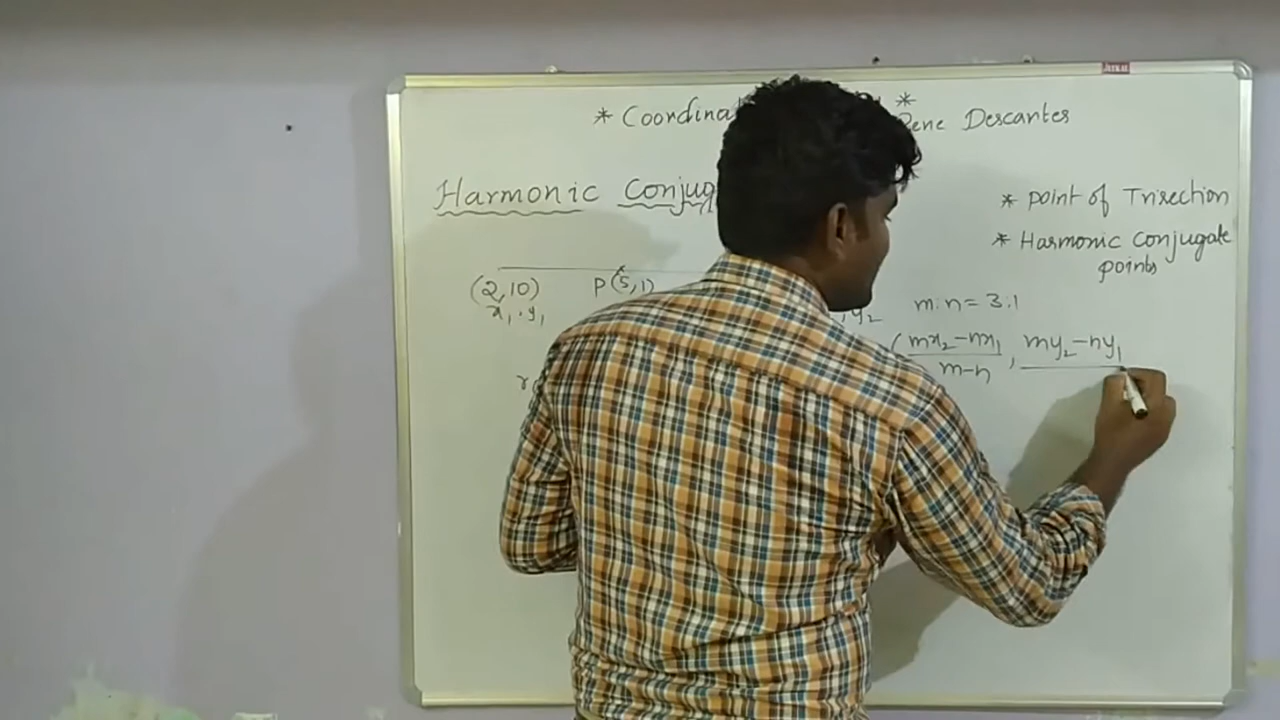 * Coordina *
Rene Descartes
Harmonic Conjug
* point of Trisection
* Harmonic Conjugate
points
(2,10) P(5,1)
x₁, y₁ , y₂
m:n = 3:1
(mx₂-nx₁
m-n , my₂-ny₁